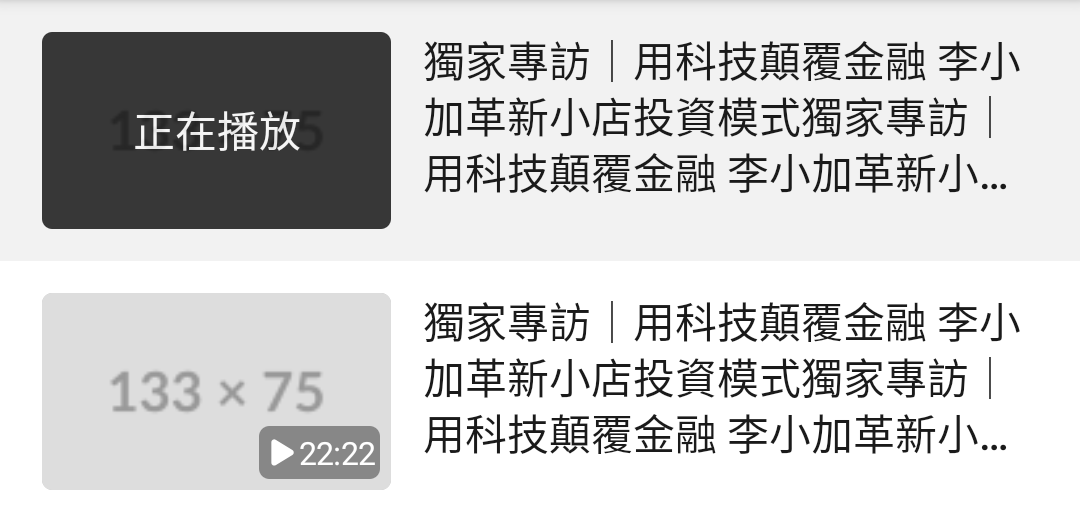 正在播放
獨家專訪｜用科技顛覆金融 李小
加革新小店投資模式獨家專訪｜
用科技顛覆金融 李小加革新小...
133 × 75
22:22
獨家專訪｜用科技顛覆金融 李小
加革新小店投資模式獨家專訪｜
用科技顛覆金融 李小加革新小...